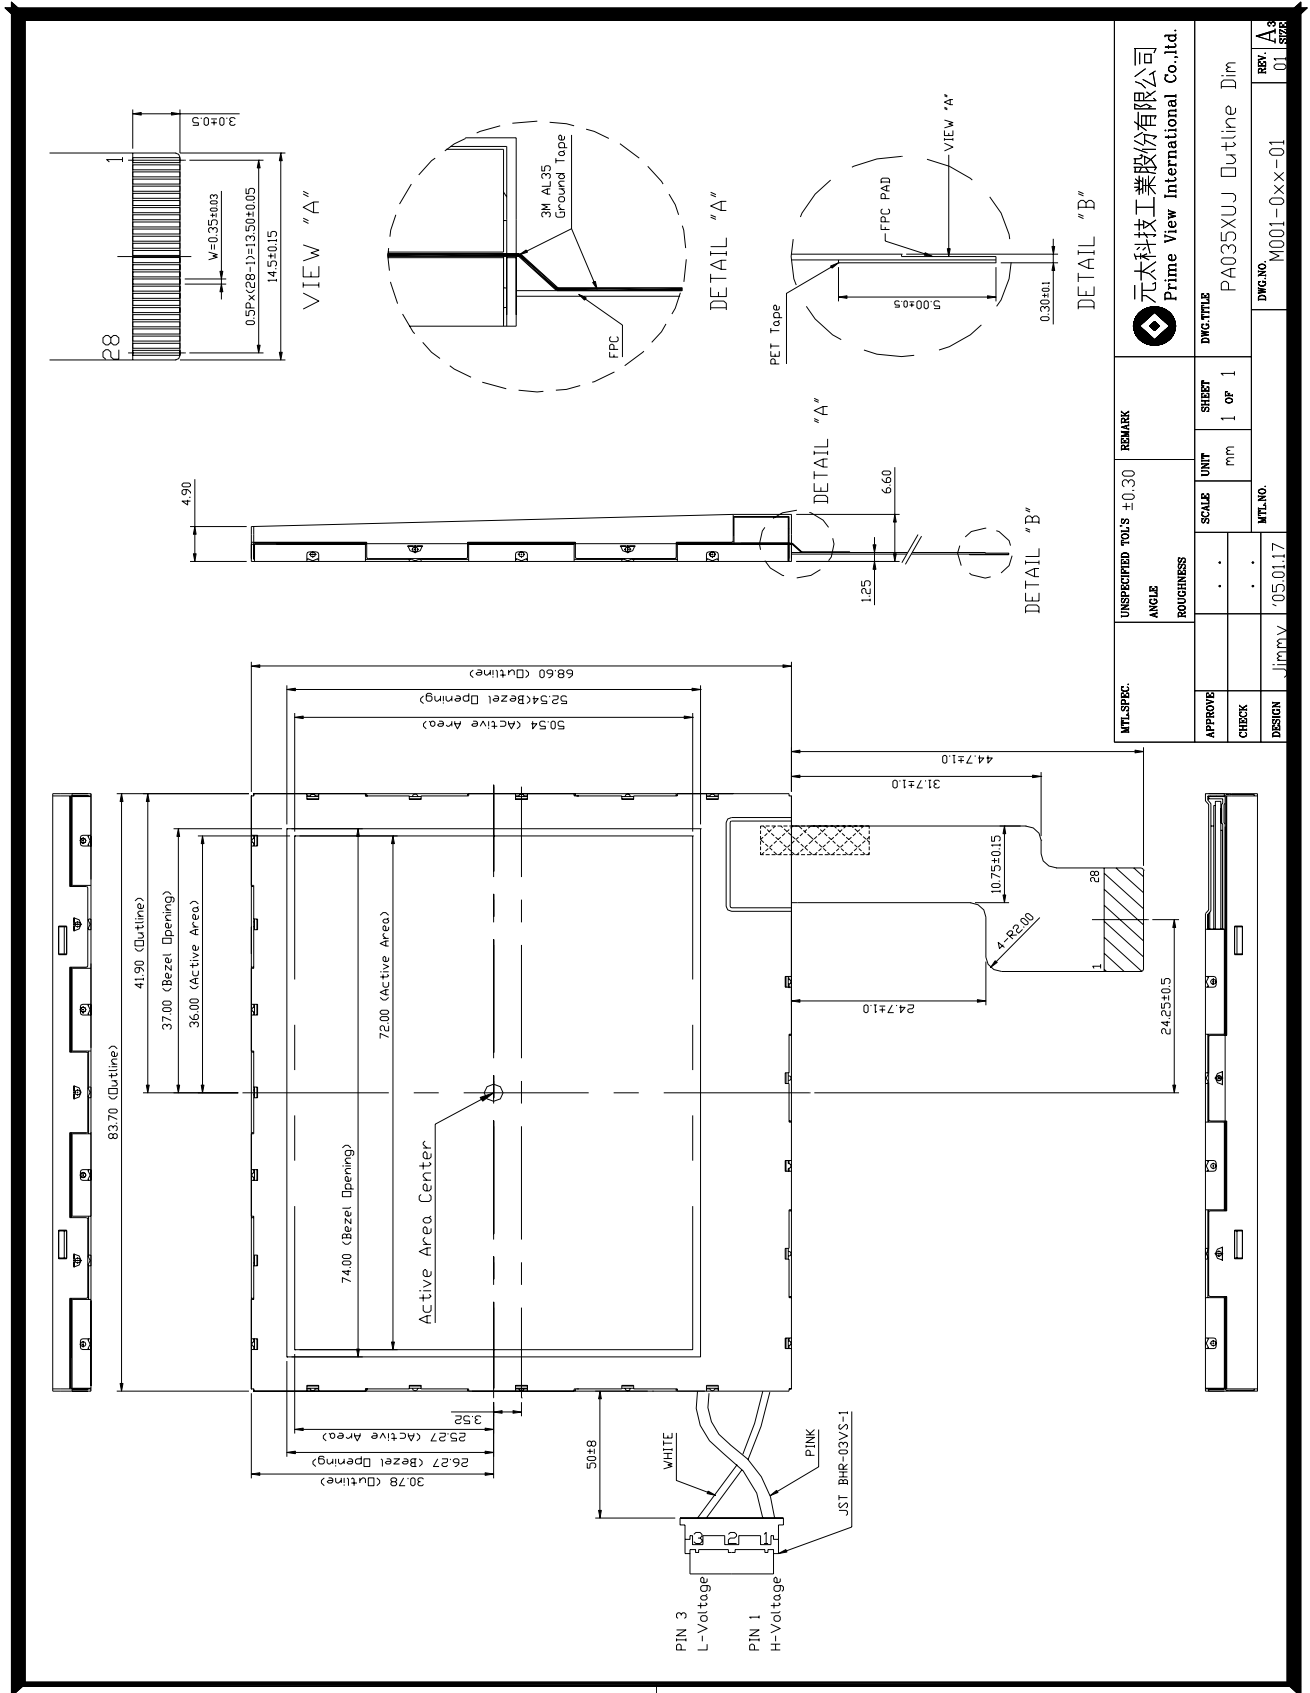 3.0±0.5
1
28
W=0.35±0.03
0.5Px(28-1)=13.50±0.05
14.5±0.15
VIEW "A"
3M AL35
Ground Tape
FPC
DETAIL "A"
VIEW "A"
FPC PAD
PET Tape
5.00±0.5
0.30±0.1
DETAIL "B"
4.90
6.60
1.25
DETAIL "A"
DETAIL "B"
68.60 (Outline)
52.54(Bezel Opening)
50.54 (Active Area)
83.70 (Outline)
41.90 (Outline)
37.00 (Bezel Opening)
36.00 (Active Area)
72.00 (Active Area)
74.00 (Bezel Opening)
Active Area Center
44.7±1.0
31.7±1.0
10.75±0.15
28
1
4-R2.00
24.7±1.0
24.25±0.5
3.52
25.27 (Active Area)
26.27 (Bezel Opening)
30.78 (Outline)
50±8
WHITE
PINK
JST BHR-03VS-1
3 2 1
PIN 3
L-Voltage
PIN 1
H-Voltage
MTL.SPEC.
UNSPECIFIED TOL'S ±0.30
ANGLE
ROUGHNESS
REMARK
元太科技工業股份有限公司
Prime View International Co.,ltd.
APPROVE
CHECK
DESIGN
Jimmy
'05.01.17
SCALE
UNIT
mm
SHEET
1 OF 1
DWG.TITLE
PA035XUJ Outline Dim
MTL.NO.
DWG.NO.
M001-0xx-01
REV.
01
A3
SIZE